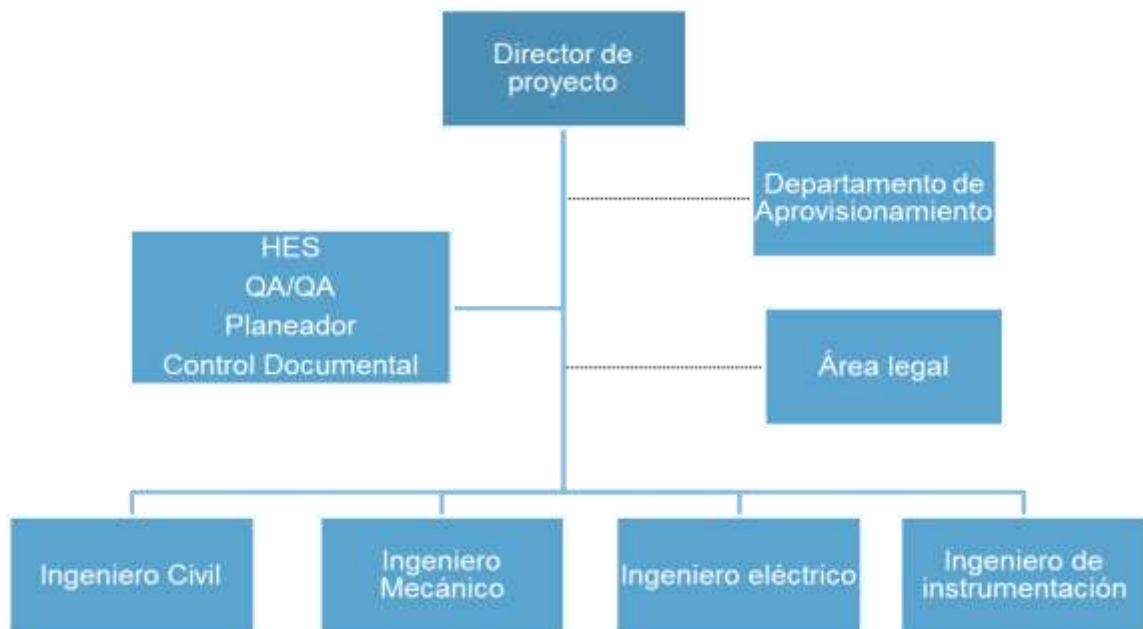 Director de
proyecto
Departamento de
Aprovisionamiento
HES
QA/QA
Planeador
Control Documental
Área legal
Ingeniero Civil
Ingeniero
Mecánico
Ingeniero eléctrico
Ingeniero de
instrumentación